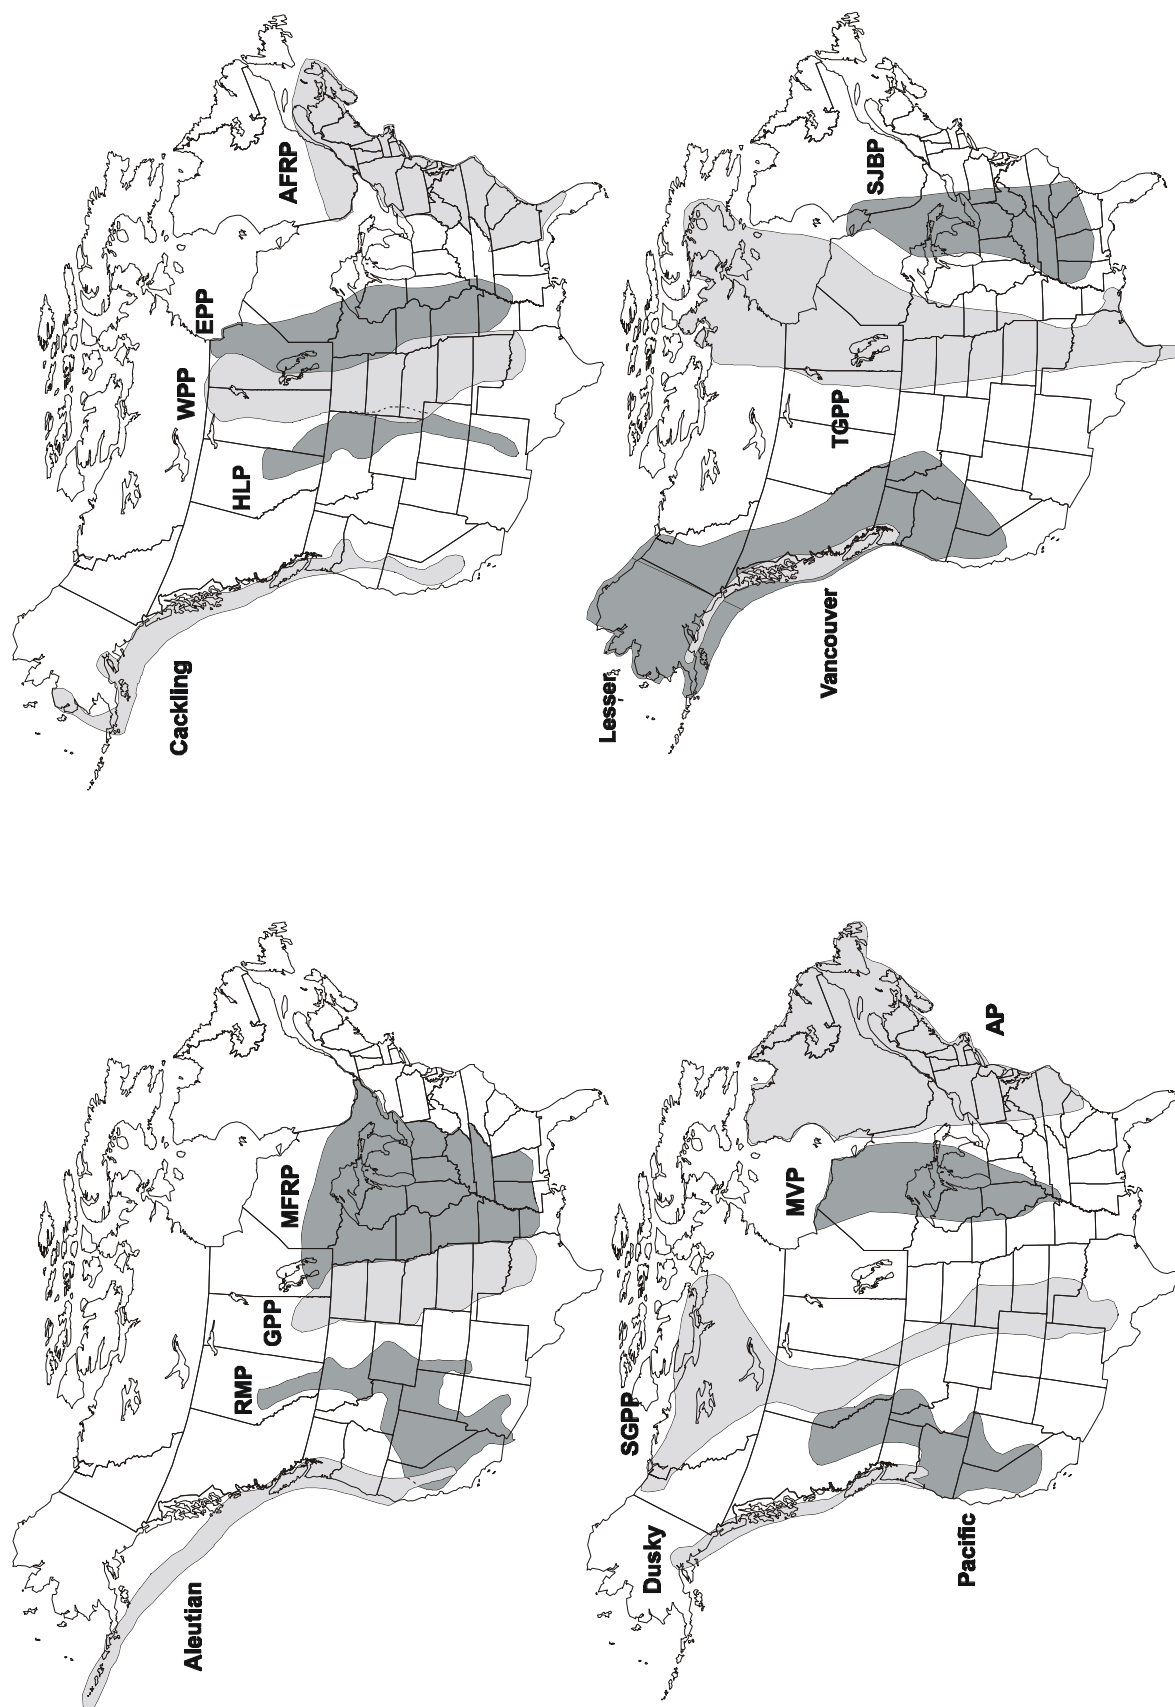 Aleutian
RMP
GPP
MFRP
Cackling
HLP
WPP
EPP
AFRP
Dusky
Pacific
SGPP
MVP
AP
Lesser
Vancouver
TGPP
SJBP